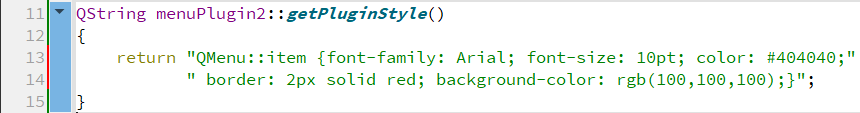 11 QString menuPlugin2::getPluginStyle()
12 {
13 return "QMenu::item {font-family: Arial; font-size: 10pt; color: #404040;"
14 " border: 2px solid red; background-color: rgb(100,100,100);}";
15 }